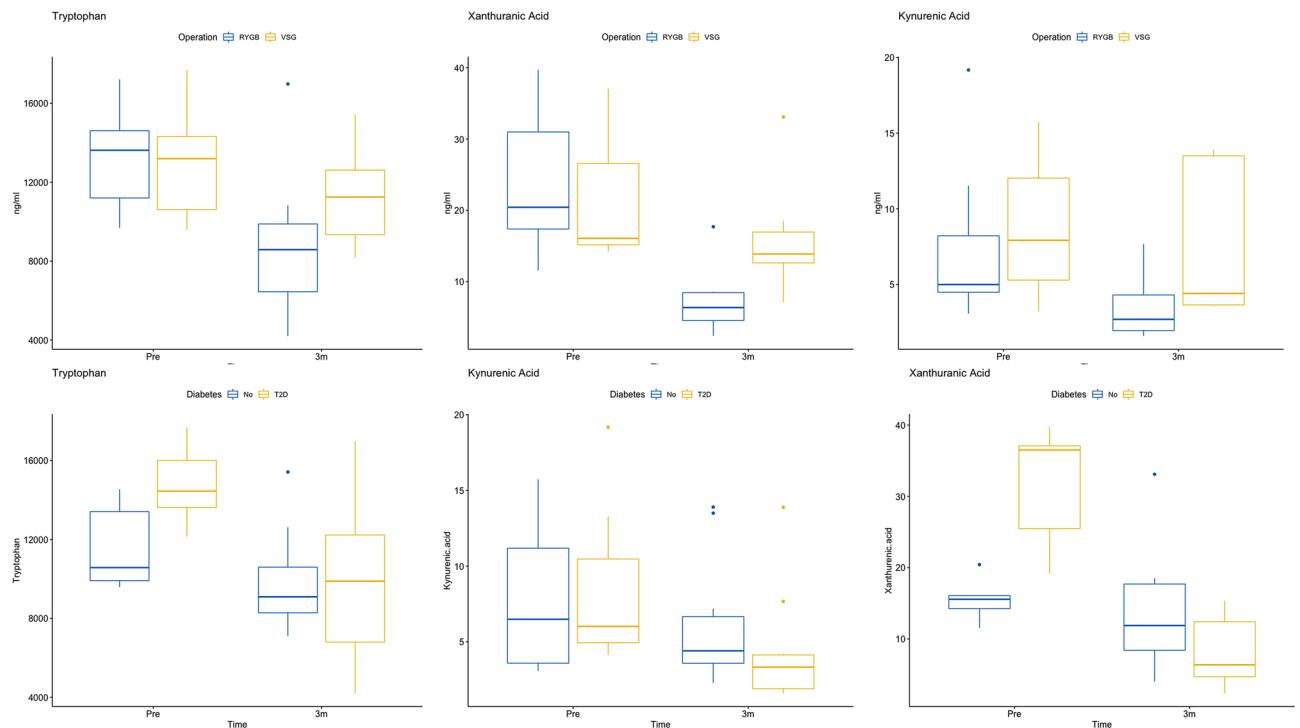 Tryptophan
Operation RYGB VSG
16000
12000
8000
4000
ng/ml
Pre 3m
Xanthuranic Acid
Operation RYGB VSG
40
30
20
10
ng/ml
Pre 3m
Kynurenic Acid
Operation RYGB VSG
20
15
10
5
ng/ml
Pre 3m
Tryptophan
Diabetes No T2D
16000
12000
8000
4000
Tryptophan
Pre 3m
Time
Kynurenic Acid
Diabetes No T2D
20
15
10
5
Kynurenic.acid
Pre 3m
Time
Xanthuranic Acid
Diabetes No T2D
40
30
20
10
Xanthurenic.acid
Pre 3m
Time